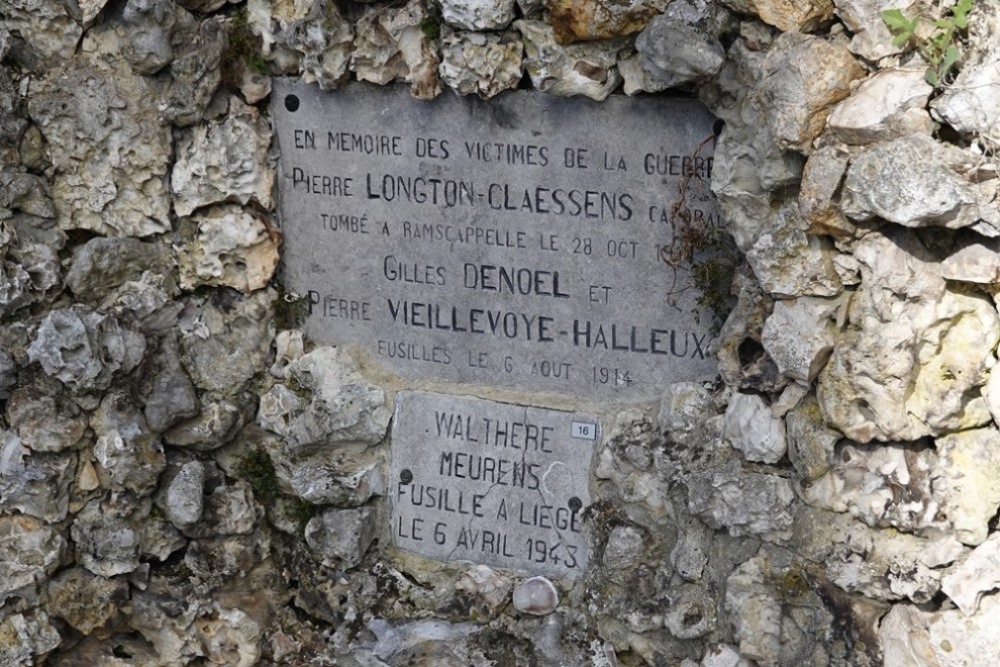 EN MEMOIRE DES VICTIMES DE LA GUERRE
PIERRE LONGTON-CLAESSENS CAPORAL
TOMBÉ A RAMSCAPPELLE LE 28 OCT
GILLES DENOEL ET
PIERRE VIEILLEVOYE-HALLEUX
FUSILLES LE 6 AOUT 1914
16
WALTHERE
MEURENS
FUSILLE A LIEGE
LE 6 AVRIL 1943